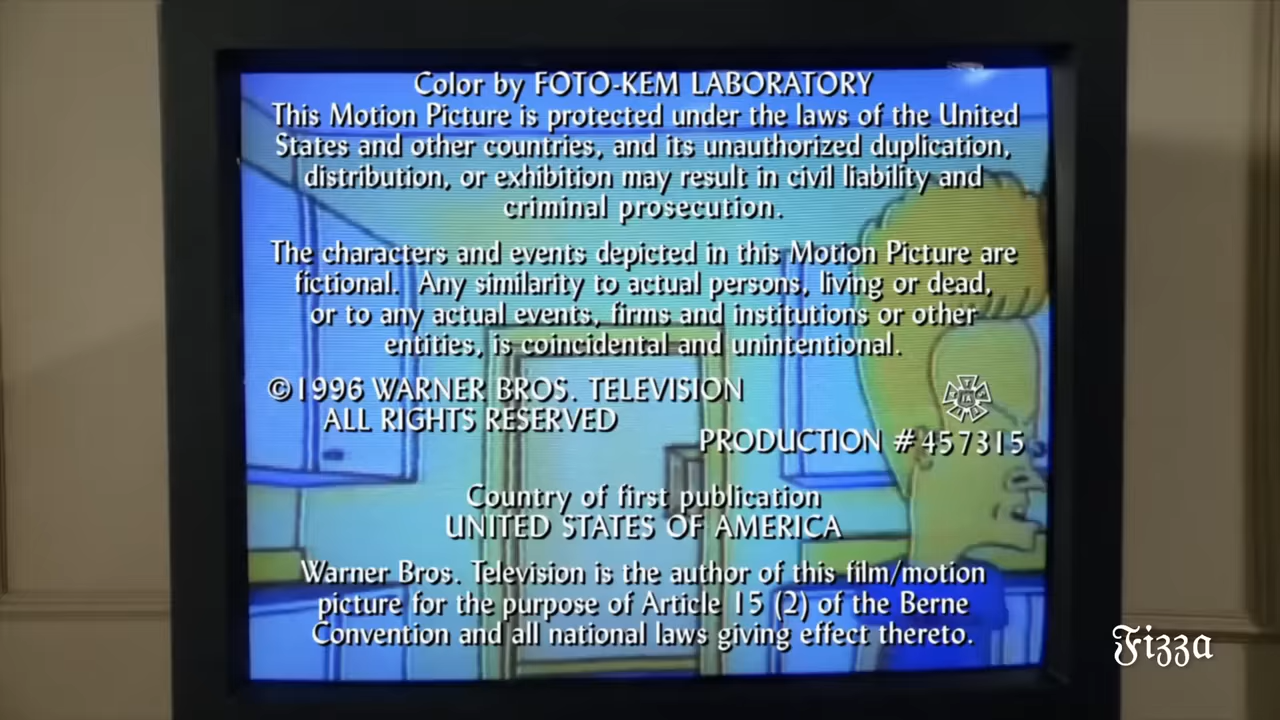 Color by FOTO-KEM LABORATORY
This Motion Picture is protected under the laws of the United
States and other countries, and its unauthorized duplication,
distribution, or exhibition may result in civil liability and
criminal prosecution.
The characters and events depicted in this Motion Picture are
fictional. Any similarity to actual persons, living or dead,
or to any actual events, firms and institutions or other
entities, is coincidental and unintentional.
©1996 WARNER BROS. TELEVISION
ALL RIGHTS RESERVED
PRODUCTION #457315
Country of first publication
UNITED STATES OF AMERICA
Warner Bros. Television is the author of this film/motion
picture for the purpose of Article 15 (2) of the Berne
Convention and all national laws giving effect thereto.
Fizza